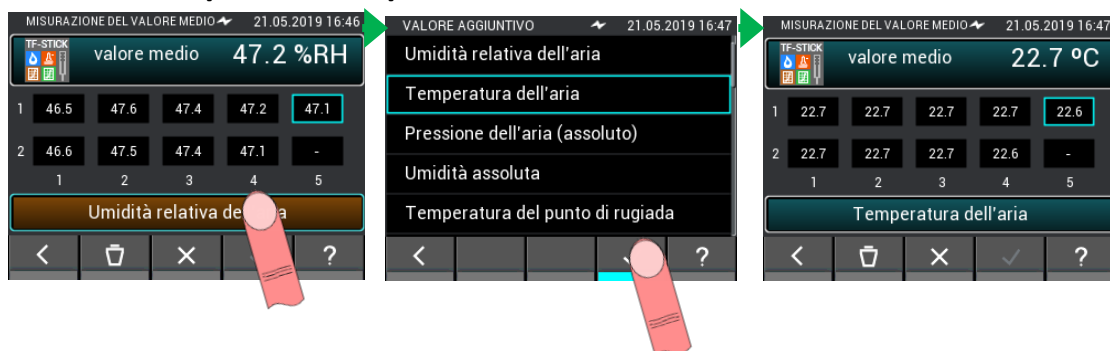 MISURAZIONE DEL VALORE MEDIO 21.05.2019 16:46
TF-STICK
valore medio 47.2 %RH
1 46.5 47.6 47.4 47.2 47.1
2 46.6 47.5 47.4 47.1 -
1 2 3 4 5
Umidità relativa
?
VALORE AGGIUNTIVO 21.05.2019 16:47
Umidità relativa dell'aria
Temperatura dell'aria
Pressione dell'aria (assoluto)
Umidità assoluta
Temperatura del punto di rugiada
?
MISURAZIONE DEL VALORE MEDIO 21.05.2019 16:47
TF-STICK
valore medio 22.7 ºC
1 22.7 22.7 22.7 22.7 22.6
2 22.7 22.7 22.7 22.6 -
1 2 3 4 5
Temperatura dell'aria
?